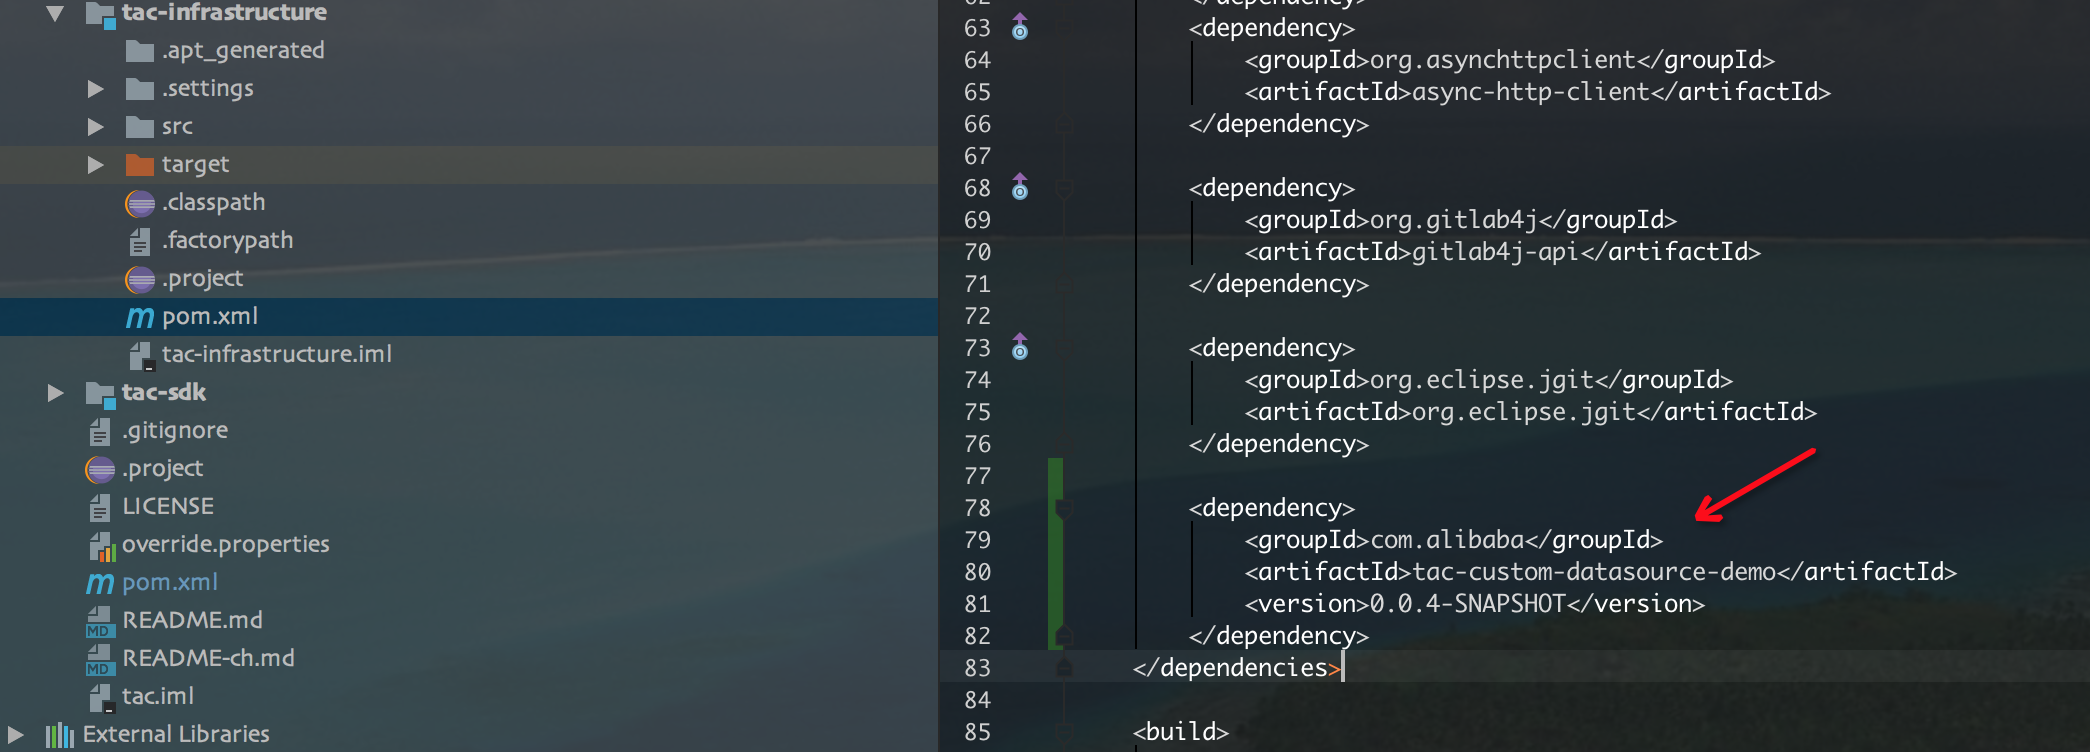 tac-infrastructure
.apt_generated
.settings
src
target
.classpath
.factorypath
.project
pom.xml
tac-infrastructure.iml
tac-sdk
.gitignore
.project
LICENSE
override.properties
pom.xml
MD README.md
MD README-ch.md
tac.iml
External Libraries
62 </dependency>
63 <dependency>
64 <groupId>org.asynchttpclient</groupId>
65 <artifactId>async-http-client</artifactId>
66 </dependency>
67
68 <dependency>
69 <groupId>org.gitlab4j</groupId>
70 <artifactId>gitlab4j-api</artifactId>
71 </dependency>
72
73 <dependency>
74 <groupId>org.eclipse.jgit</groupId>
75 <artifactId>org.eclipse.jgit</artifactId>
76 </dependency>
77
78 <dependency>
79 <groupId>com.alibaba</groupId>
80 <artifactId>tac-custom-datasource-demo</artifactId>
81 <version>0.0.4-SNAPSHOT</version>
82 </dependency>
83 </dependencies>
84
85 <build>